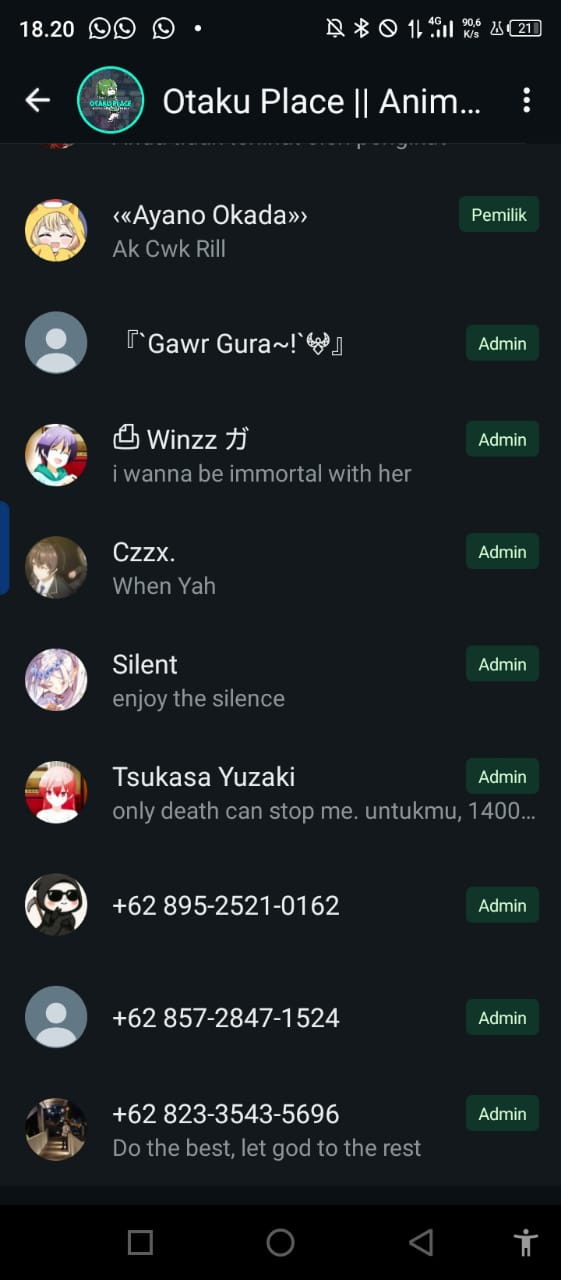 18.20
4G
90,6
K/s
21
OTAKU PLACE
Otaku Place || Anim...
‹«Ayano Okada»›
Pemilik
Ak Cwk Rill
『`Gawr Gura~!`』
Admin
凸 Winzz ガ
Admin
i wanna be immortal with her
Czzx.
Admin
When Yah
Silent
Admin
enjoy the silence
Tsukasa Yuzaki
Admin
only death can stop me. untukmu, 1400...
+62 895-2521-0162
Admin
+62 857-2847-1524
Admin
+62 823-3543-5696
Admin
Do the best, let god to the rest